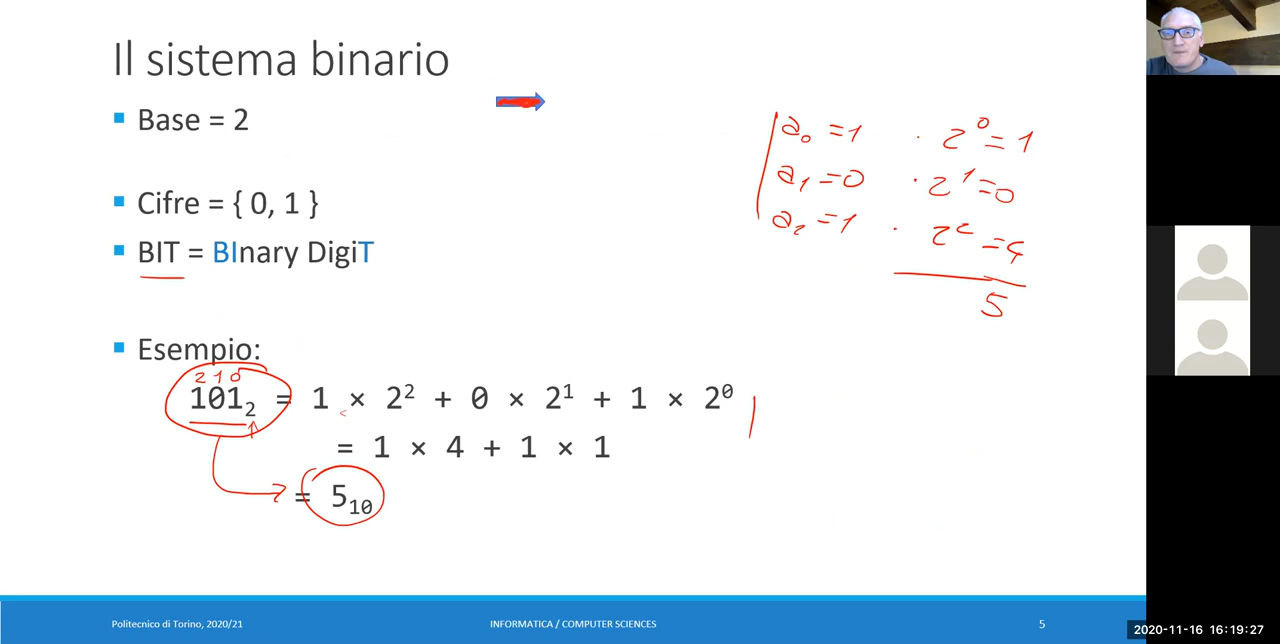 Il sistema binario
Base = 2
Cifre = { 0, 1 }
BIT = BInary DigiT
a₀ =1 · 2⁰ = 1
a₁ =0 · 2¹ =0
a₂ =1 · 2² =4
5
Esempio:
2 1 0
101₂ = 1 × 2² + 0 × 2¹ + 1 × 2⁰
= 1 × 4 + 1 × 1
= 5₁₀
Politecnico di Torino, 2020/21
INFORMATICA / COMPUTER SCIENCES
5
2020-11-16 16:19:27